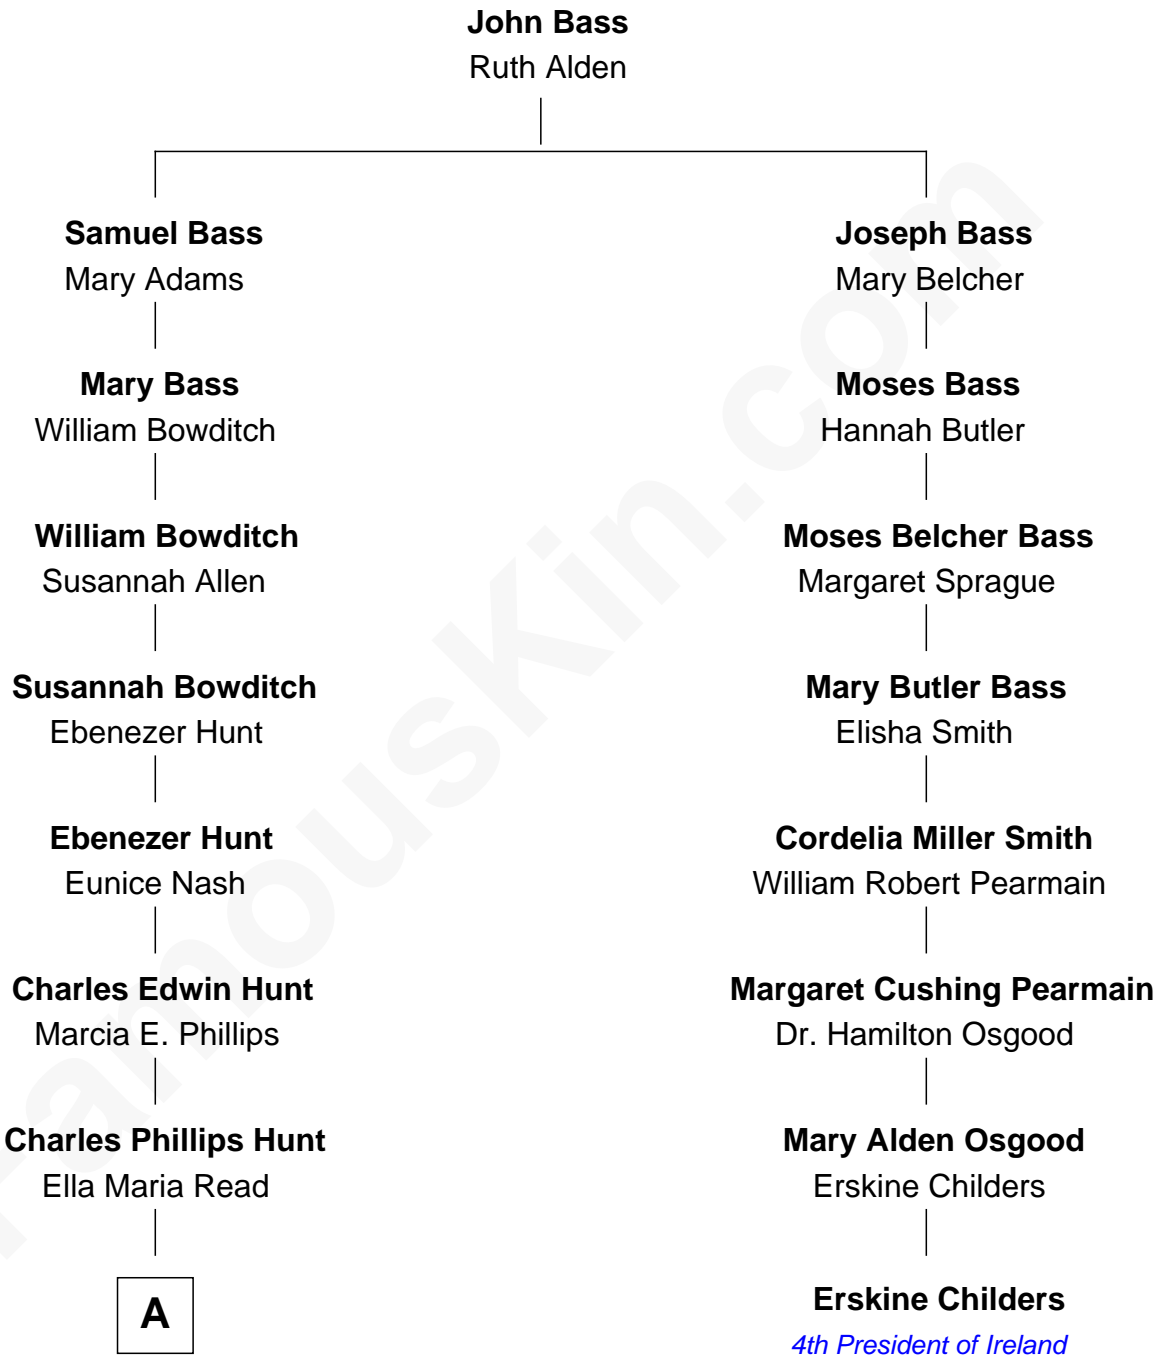 John Bass
Ruth Alden
Samuel Bass
Mary Adams
Mary Bass
William Bowditch
William Bowditch
Susannah Allen
Susannah Bowditch
Ebenezer Hunt
Ebenezer Hunt
Eunice Nash
Charles Edwin Hunt
Marcia E. Phillips
Charles Phillips Hunt
Ella Maria Read
A
Joseph Bass
Mary Belcher
Moses Bass
Hannah Butler
Moses Belcher Bass
Margaret Sprague
Mary Butler Bass
Elisha Smith
Cordelia Miller Smith
William Robert Pearmain
Margaret Cushing Pearmain
Dr. Hamilton Osgood
Mary Alden Osgood
Erskine Childers
Erskine Childers
4th President of Ireland
FamousKin.com